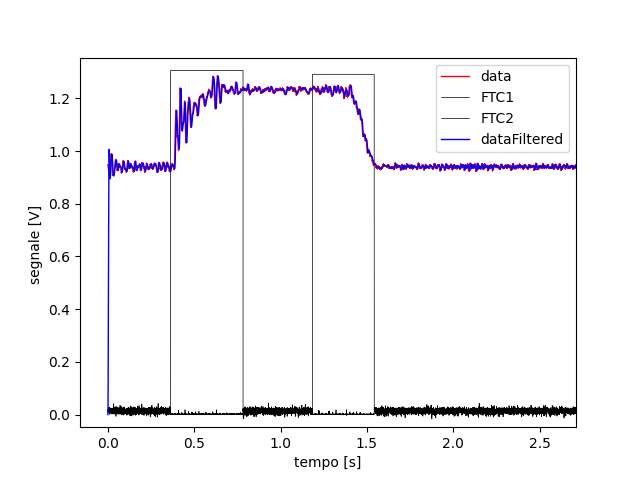 data
FTC1
FTC2
dataFiltered
segnale [V]
1.2
1.0
0.8
0.6
0.4
0.2
0.0
0.0 0.5 1.0 1.5 2.0 2.5
tempo [s]